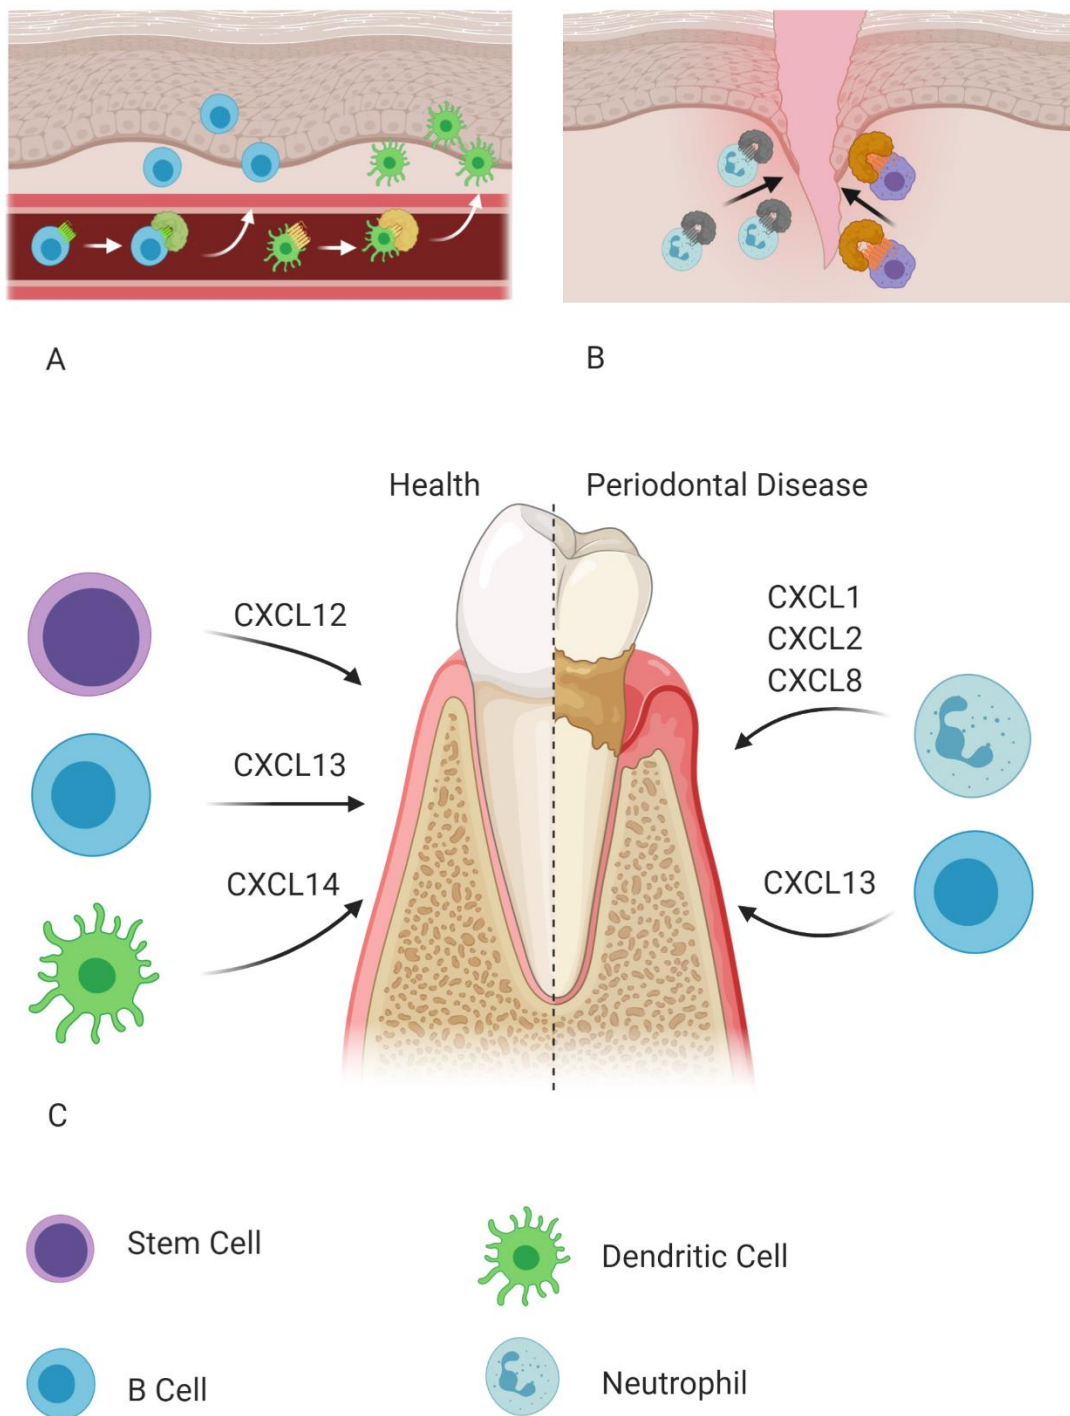 A
B
Health
Periodontal Disease
CXCL12
CXCL1
CXCL2
CXCL8
CXCL13
CXCL14
CXCL13
C
Stem Cell
Dendritic Cell
B Cell
Neutrophil